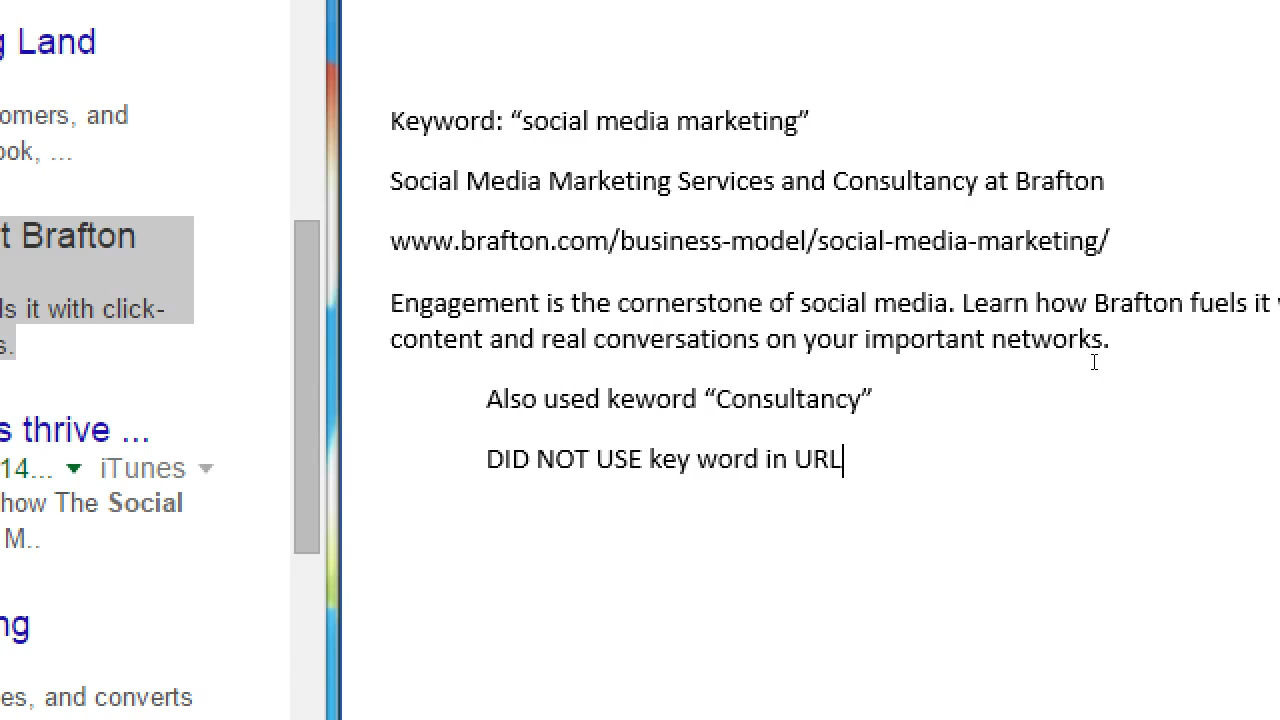 g Land
omers, and
ook, ...
t Brafton
ls it with click-
s.
s thrive ...
14... iTunes
how The Social
M..
ng
es, and converts
Keyword: “social media marketing”
Social Media Marketing Services and Consultancy at Brafton
www.brafton.com/business-model/social-media-marketing/
Engagement is the cornerstone of social media. Learn how Brafton fuels it
content and real conversations on your important networks.
Also used keword “Consultancy”
DID NOT USE key word in URL